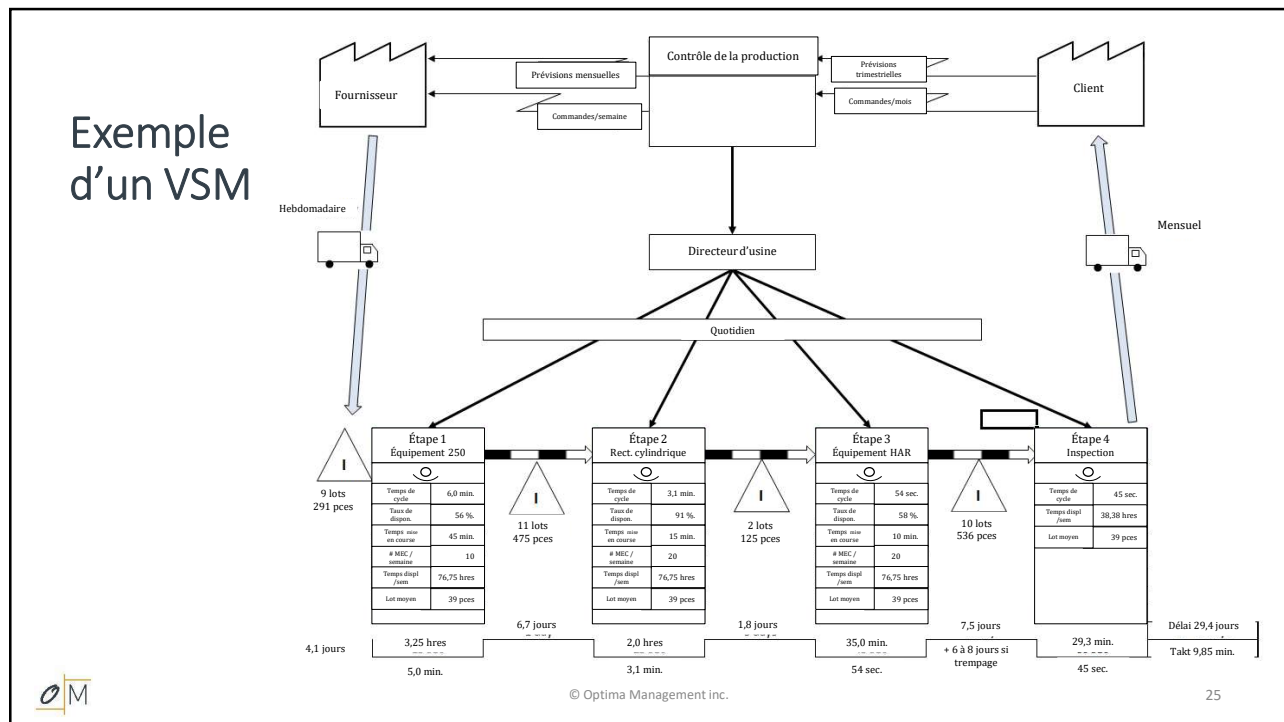 Exemple
d'un VSM
Fournisseur
Prévisions mensuelles
Commandes/semaine
Contrôle de la production
Prévisions
trimestrielles
Commandes/mois
Client
Hebdomadaire
Mensuel
Directeur d'usine
Quotidien
I
9 lots
291 pces
Étape 1
Équipement 250
Temps de
cycle
6,0 min.
Taux de
dispon.
56 %.
Temps mise
en course
45 min.
# MEC /
semaine
10
Temps displ
/sem
76,75 hres
Lot moyen
39 pces
I
11 lots
475 pces
Étape 2
Rect. cylindrique
Temps de
cycle
3,1 min.
Taux de
dispon.
91 %.
Temps mise
en course
15 min.
# MEC /
semaine
20
Temps displ
/sem
76,75 hres
Lot moyen
39 pces
I
2 lots
125 pces
Étape 3
Équipement HAR
Temps de
cycle
54 sec.
Taux de
dispon.
58 %.
Temps mise
en course
10 min.
# MEC /
semaine
20
Temps displ
/sem
76,75 hres
Lot moyen
39 pces
I
10 lots
536 pces
Étape 4
Inspection
Temps de
cycle
45 sec.
Temps displ
/sem
38,38 hres
Lot moyen
39 pces
4,1 jours
3,25 hres
5,0 min.
6,7 jours
2,0 hres
3,1 min.
1,8 jours
35,0 min.
54 sec.
7,5 jours
+ 6 à 8 jours si
trempage
29,3 min.
45 sec.
Délai 29,4 jours
Takt 9,85 min.
O M
© Optima Management inc.
25